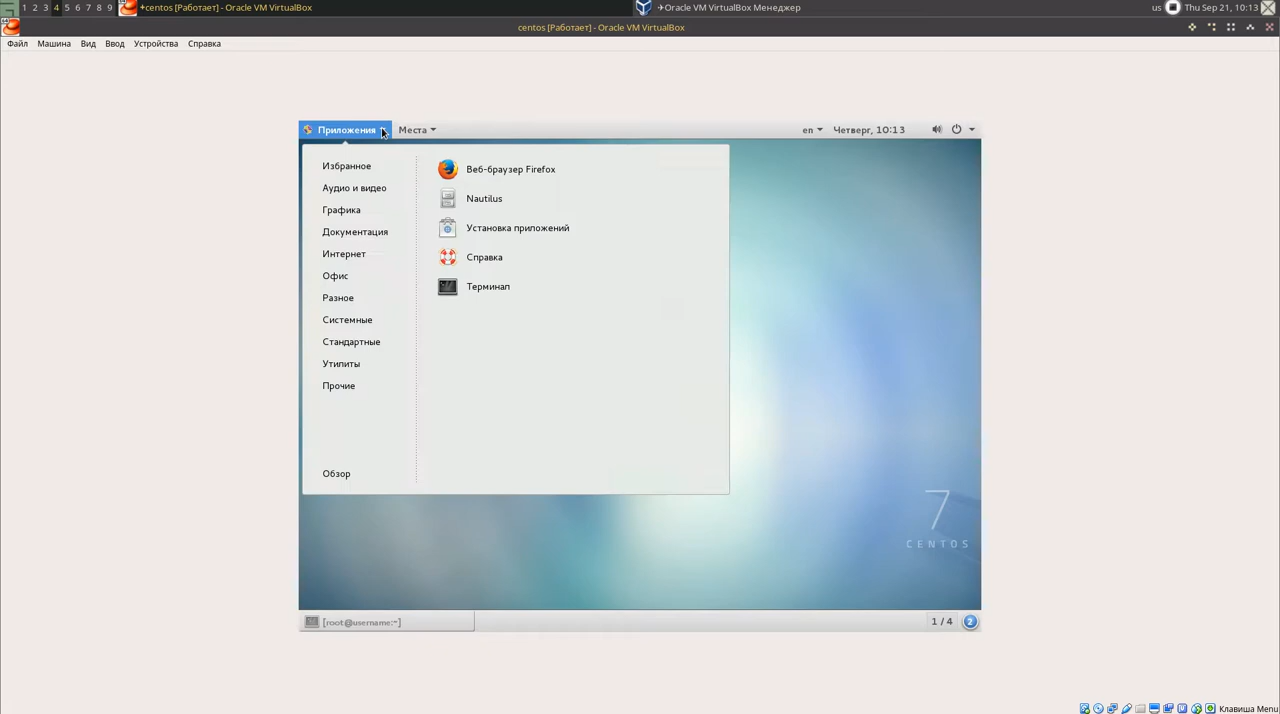 1 2 3 4 5 6 7 8 9 +centos [Работает] - Oracle VM VirtualBox
✈Oracle VM VirtualBox Менеджер
us Thu Sep 21, 10:13
64
centos [Работает] - Oracle VM VirtualBox
Файл Машина Вид Ввод Устройства Справка
Приложения Места en Четверг, 10:13
Избранное
Аудио и видео
Графика
Документация
Интернет
Офис
Разное
Системные
Стандартные
Утилиты
Прочие
Обзор
Веб-браузер Firefox
Nautilus
Установка приложений
Справка
Терминал
7
CENTOS
[root@username:~]
1 / 4 2
Клавиша Menu